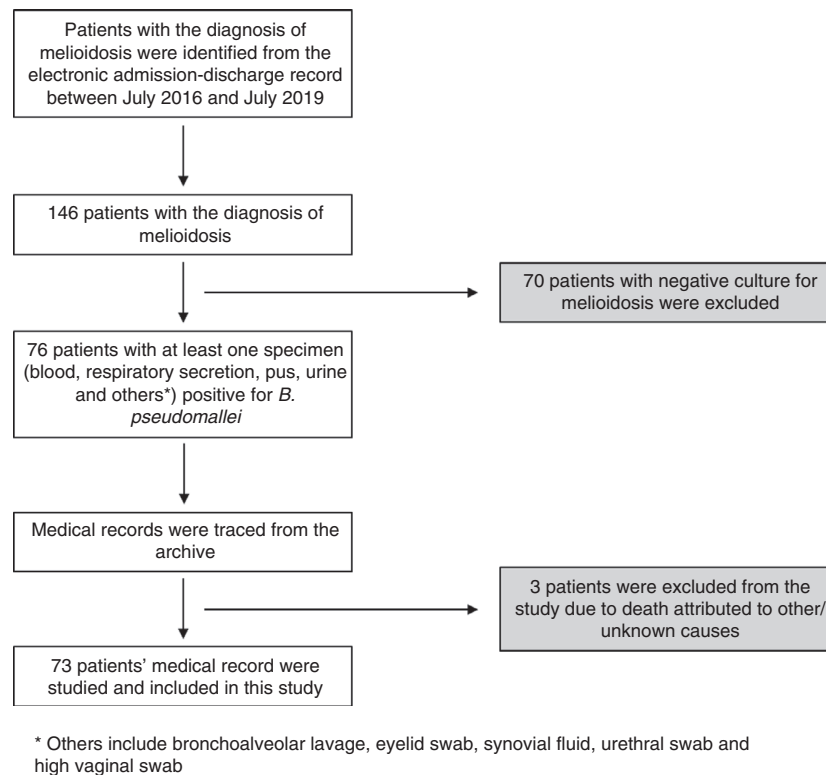 Patients with the diagnosis of
melioidosis were identified from the
electronic admission-discharge record
between July 2016 and July 2019
146 patients with the diagnosis of
melioidosis
70 patients with negative culture for
melioidosis were excluded
76 patients with at least one specimen
(blood, respiratory secretion, pus, urine
and others*) positive for B.
pseudomallei
Medical records were traced from the
archive
3 patients were excluded from the
study due to death attributed to other/
unknown causes
73 patients’ medical record were
studied and included in this study
* Others include bronchoalveolar lavage, eyelid swab, synovial fluid, urethral swab and
high vaginal swab